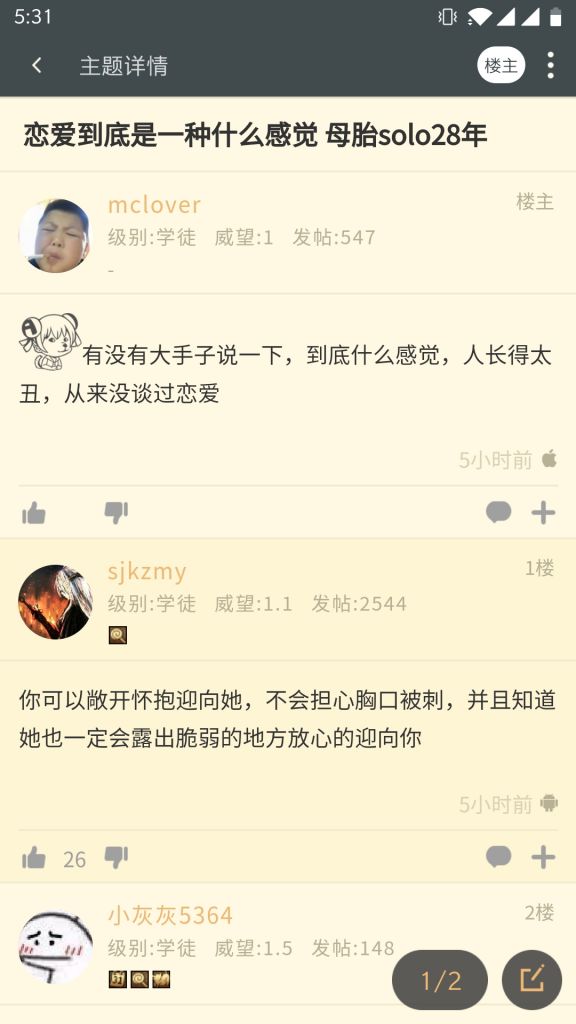 5:31
主题详情
楼主
恋爱到底是一种什么感觉 母胎solo28年
mclover
楼主
级别:学徒 威望:1 发帖:547
-
有没有大手子说一下，到底什么感觉，人长得太
丑，从来没谈过恋爱
5小时前
sjkzmy
1楼
级别:学徒 威望:1.1 发帖:2544
你可以敞开怀抱迎向她，不会担心胸口被刺，并且知道
她也一定会露出脆弱的地方放心的迎向你
5小时前
26
小灰灰5364
2楼
级别:学徒 威望:1.5 发帖:148
1/2